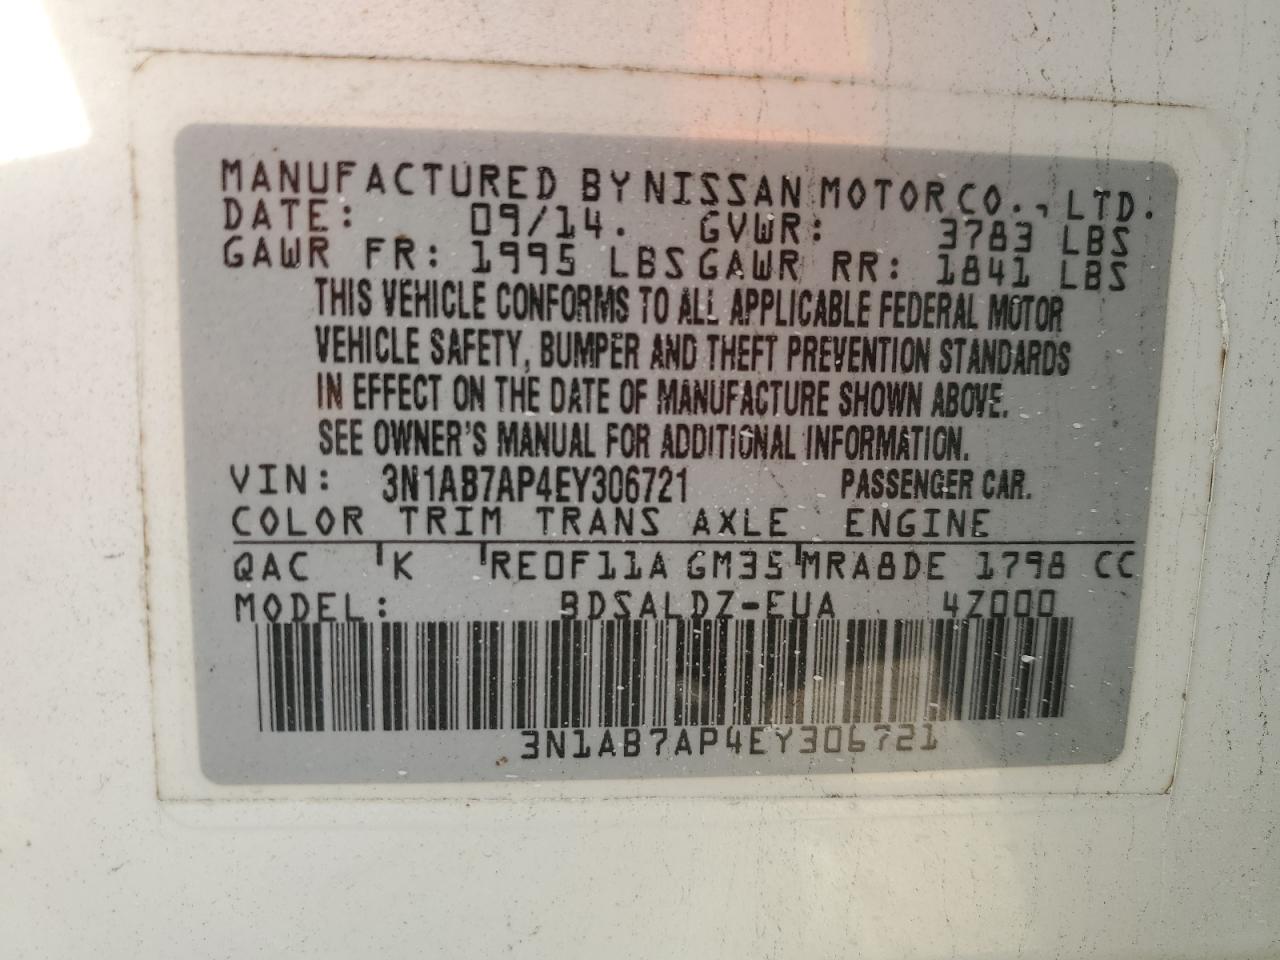 MANUFACTURED BY NISSAN MOTOR CO., LTD.
DATE: 09/14. GVWR: 3783 LBS
GAWR FR: 1995 LBS GAWR RR: 1841 LBS
THIS VEHICLE CONFORMS TO ALL APPLICABLE FEDERAL MOTOR
VEHICLE SAFETY, BUMPER AND THEFT PREVENTION STANDARDS
IN EFFECT ON THE DATE OF MANUFACTURE SHOWN ABOVE.
SEE OWNER'S MANUAL FOR ADDITIONAL INFORMATION.
VIN: 3N1AB7AP4EY306721 PASSENGER CAR.
COLOR TRIM TRANS AXLE ENGINE
QAC K RE0F11A GM35 MRA8DE 1798 CC
MODEL: BDSALDZ-EUA 4Z000
3N1AB7AP4EY306721